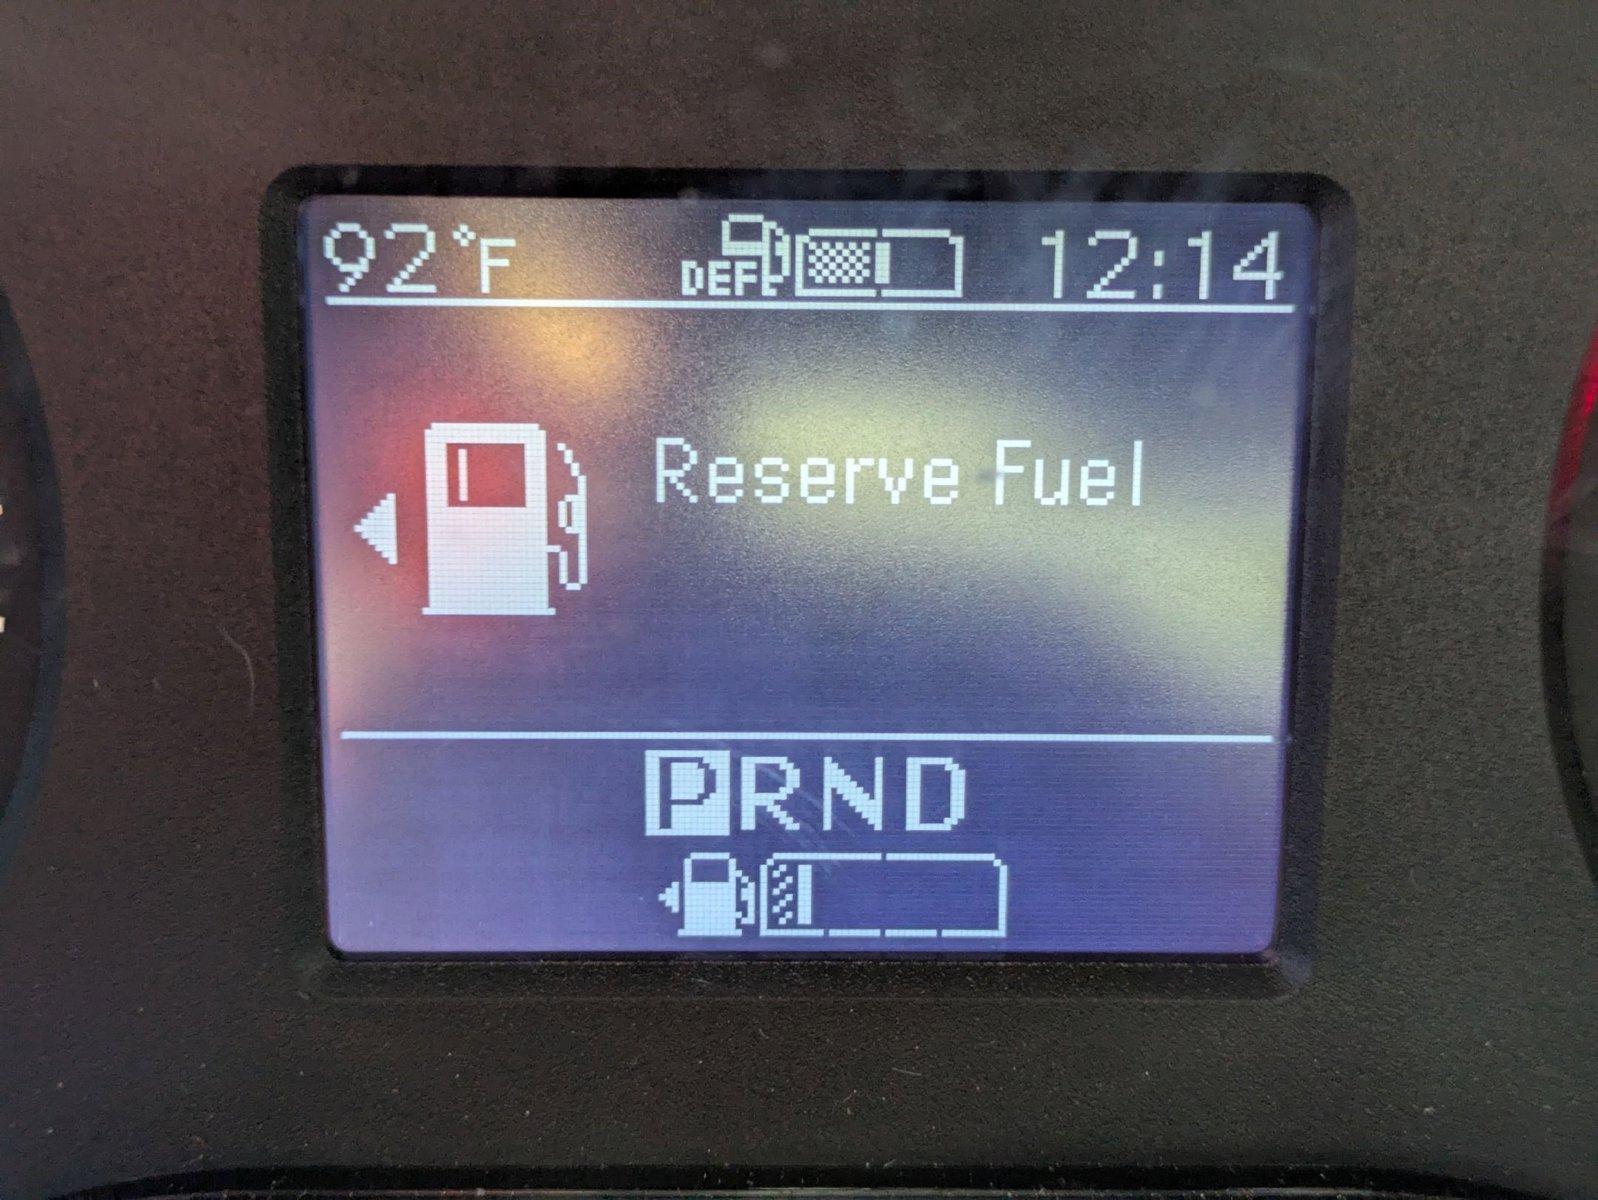 92°F DEF 12:14
Reserve Fuel
PRND